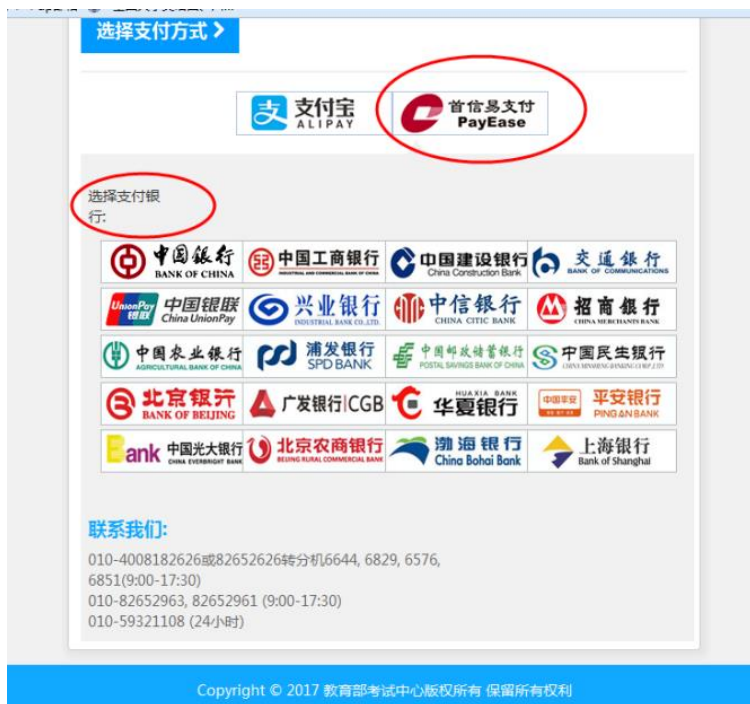 选择支付方式 >
支付宝
ALIPAY
首信易支付
PayEase
选择支付银
行:
中国银行
BANK OF CHINA
中国工商银行
INDUSTRIAL AND COMMERCIAL BANK OF CHINA
中国建设银行
China Construction Bank
交通银行
BANK OF COMMUNICATIONS
UnionPay
银联
中国银联
China UnionPay
兴业银行
INDUSTRIAL BANK CO.,LTD.
中信银行
CHINA CITIC BANK
招商银行
CHINA MERCHANTS BANK
中国农业银行
AGRICULTURAL BANK OF CHINA
浦发银行
SPD BANK
中国邮政储蓄银行
POSTAL SAVINGS BANK OF CHINA
中国民生银行
CHINA MINSHENG BANKING CORP.,LTD
北京银行
BANK OF BEIJING
广发银行|CGB
HUAXIA BANK
华夏银行
中国平安
平安银行
PING AN BANK
Bank
中国光大银行
CHINA EVERBRIGHT BANK
北京农商银行
BEIJING RURAL COMMERCIAL BANK
渤海银行
China Bohai Bank
上海银行
Bank of Shanghai
联系我们:
010-4008182626或82652626转分机6644, 6829, 6576,
6851(9:00-17:30)
010-82652963, 82652961 (9:00-17:30)
010-59321108 (24小时)
Copyright © 2017 教育部考试中心版权所有 保留所有权利